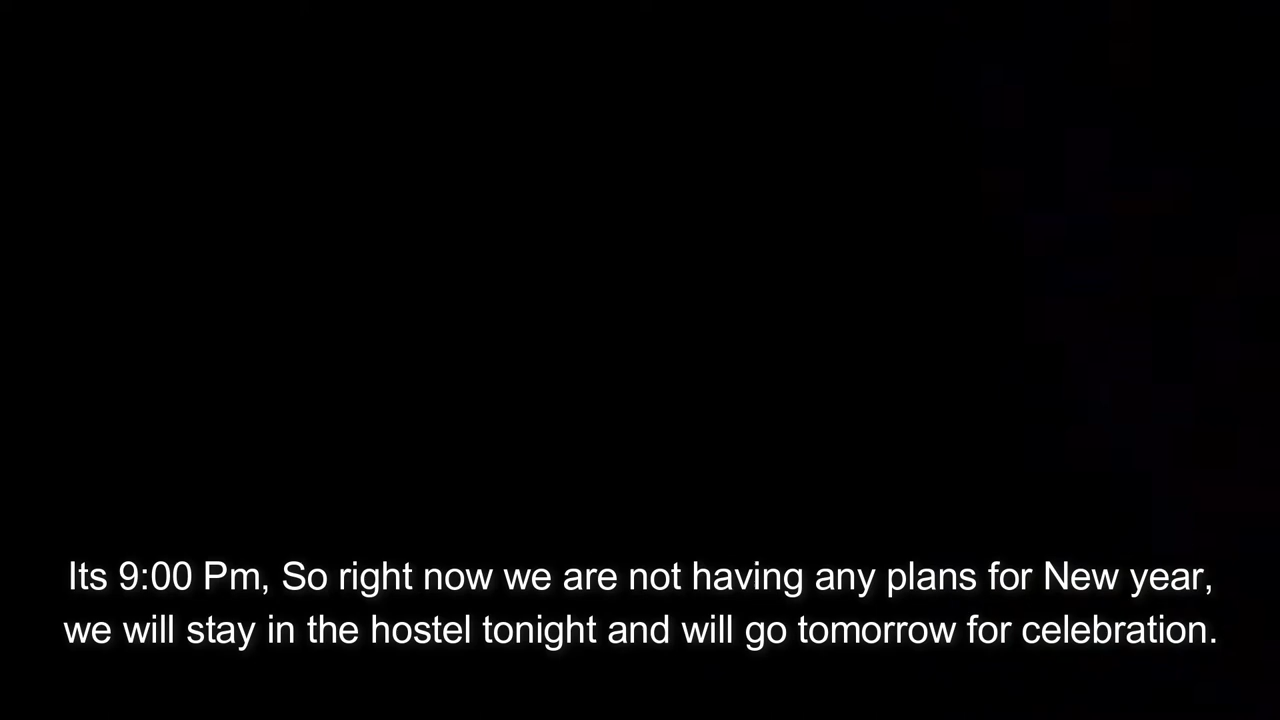 Its 9:00 Pm, So right now we are not having any plans for New year,
we will stay in the hostel tonight and will go tomorrow for celebration.